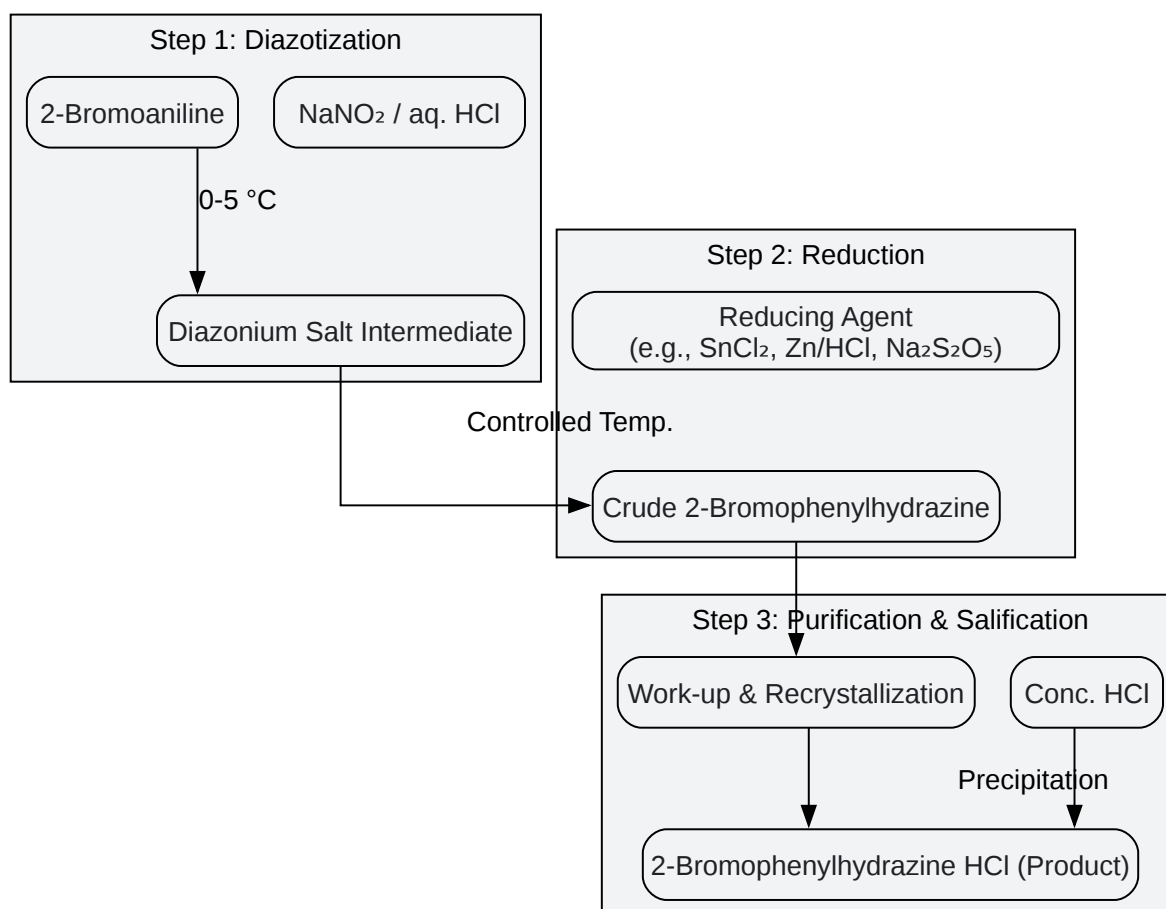 Step 1: Diazotization
2-Bromoaniline
NaNO₂ / aq. HCl
0-5 °C
Diazonium Salt Intermediate
Step 2: Reduction
Reducing Agent
(e.g., SnCl₂, Zn/HCl, Na₂S₂O₅)
Controlled Temp.
Crude 2-Bromophenylhydrazine
Step 3: Purification & Salification
Work-up & Recrystallization
Conc. HCl
Precipitation
2-Bromophenylhydrazine HCl (Product)